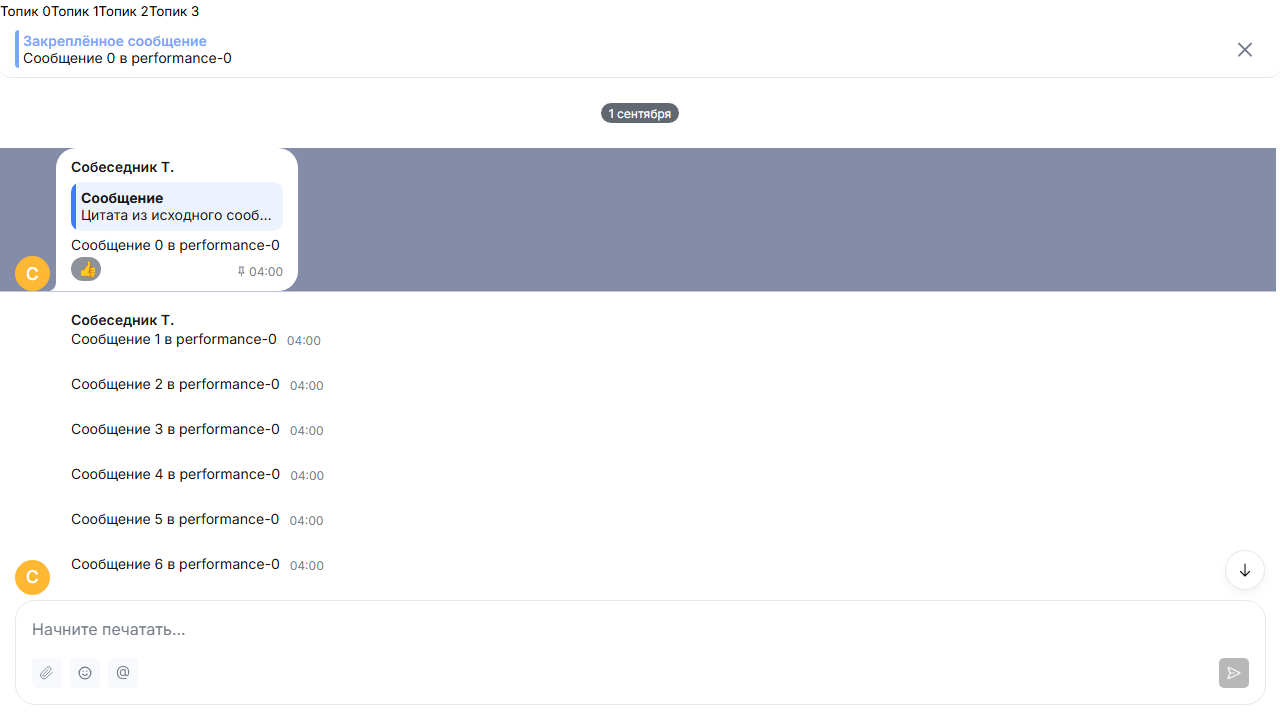 Топик 0Топик 1Топик 2Топик 3
Закреплённое сообщение
Сообщение 0 в performance-0
1 сентября
Собеседник Т.
Сообщение
Цитата из исходного сооб...
Сообщение 0 в performance-0
04:00
С
Собеседник Т.
Сообщение 1 в performance-0 04:00
Сообщение 2 в performance-0 04:00
Сообщение 3 в performance-0 04:00
Сообщение 4 в performance-0 04:00
Сообщение 5 в performance-0 04:00
Сообщение 6 в performance-0 04:00
С
Начните печатать...
@